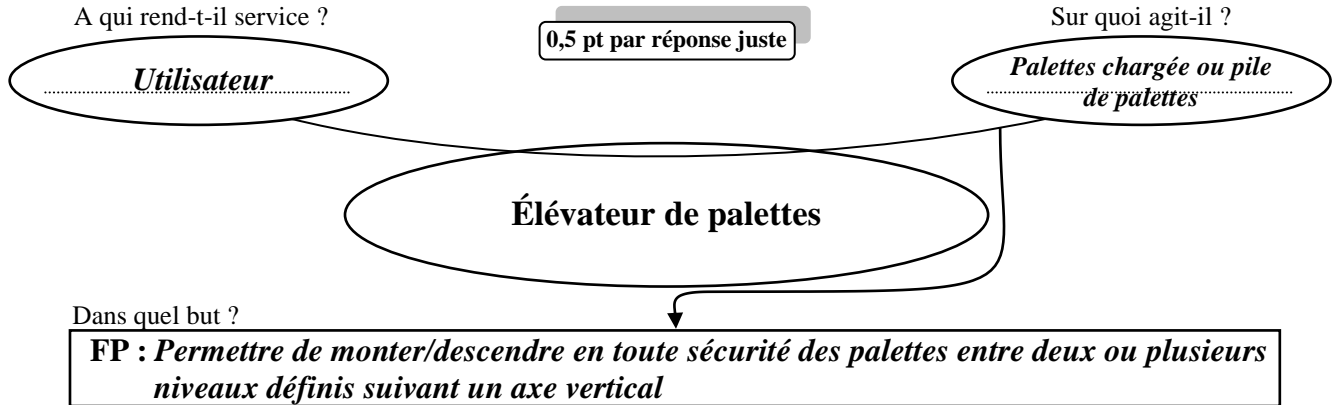 A qui rend-t-il service ?
Sur quoi agit-il ?
0,5 pt par réponse juste
Utilisateur
Palettes chargée ou pile
de palettes
Élévateur de palettes
Dans quel but ?
FP : Permettre de monter/descendre en toute sécurité des palettes entre deux ou plusieurs
niveaux définis suivant un axe vertical